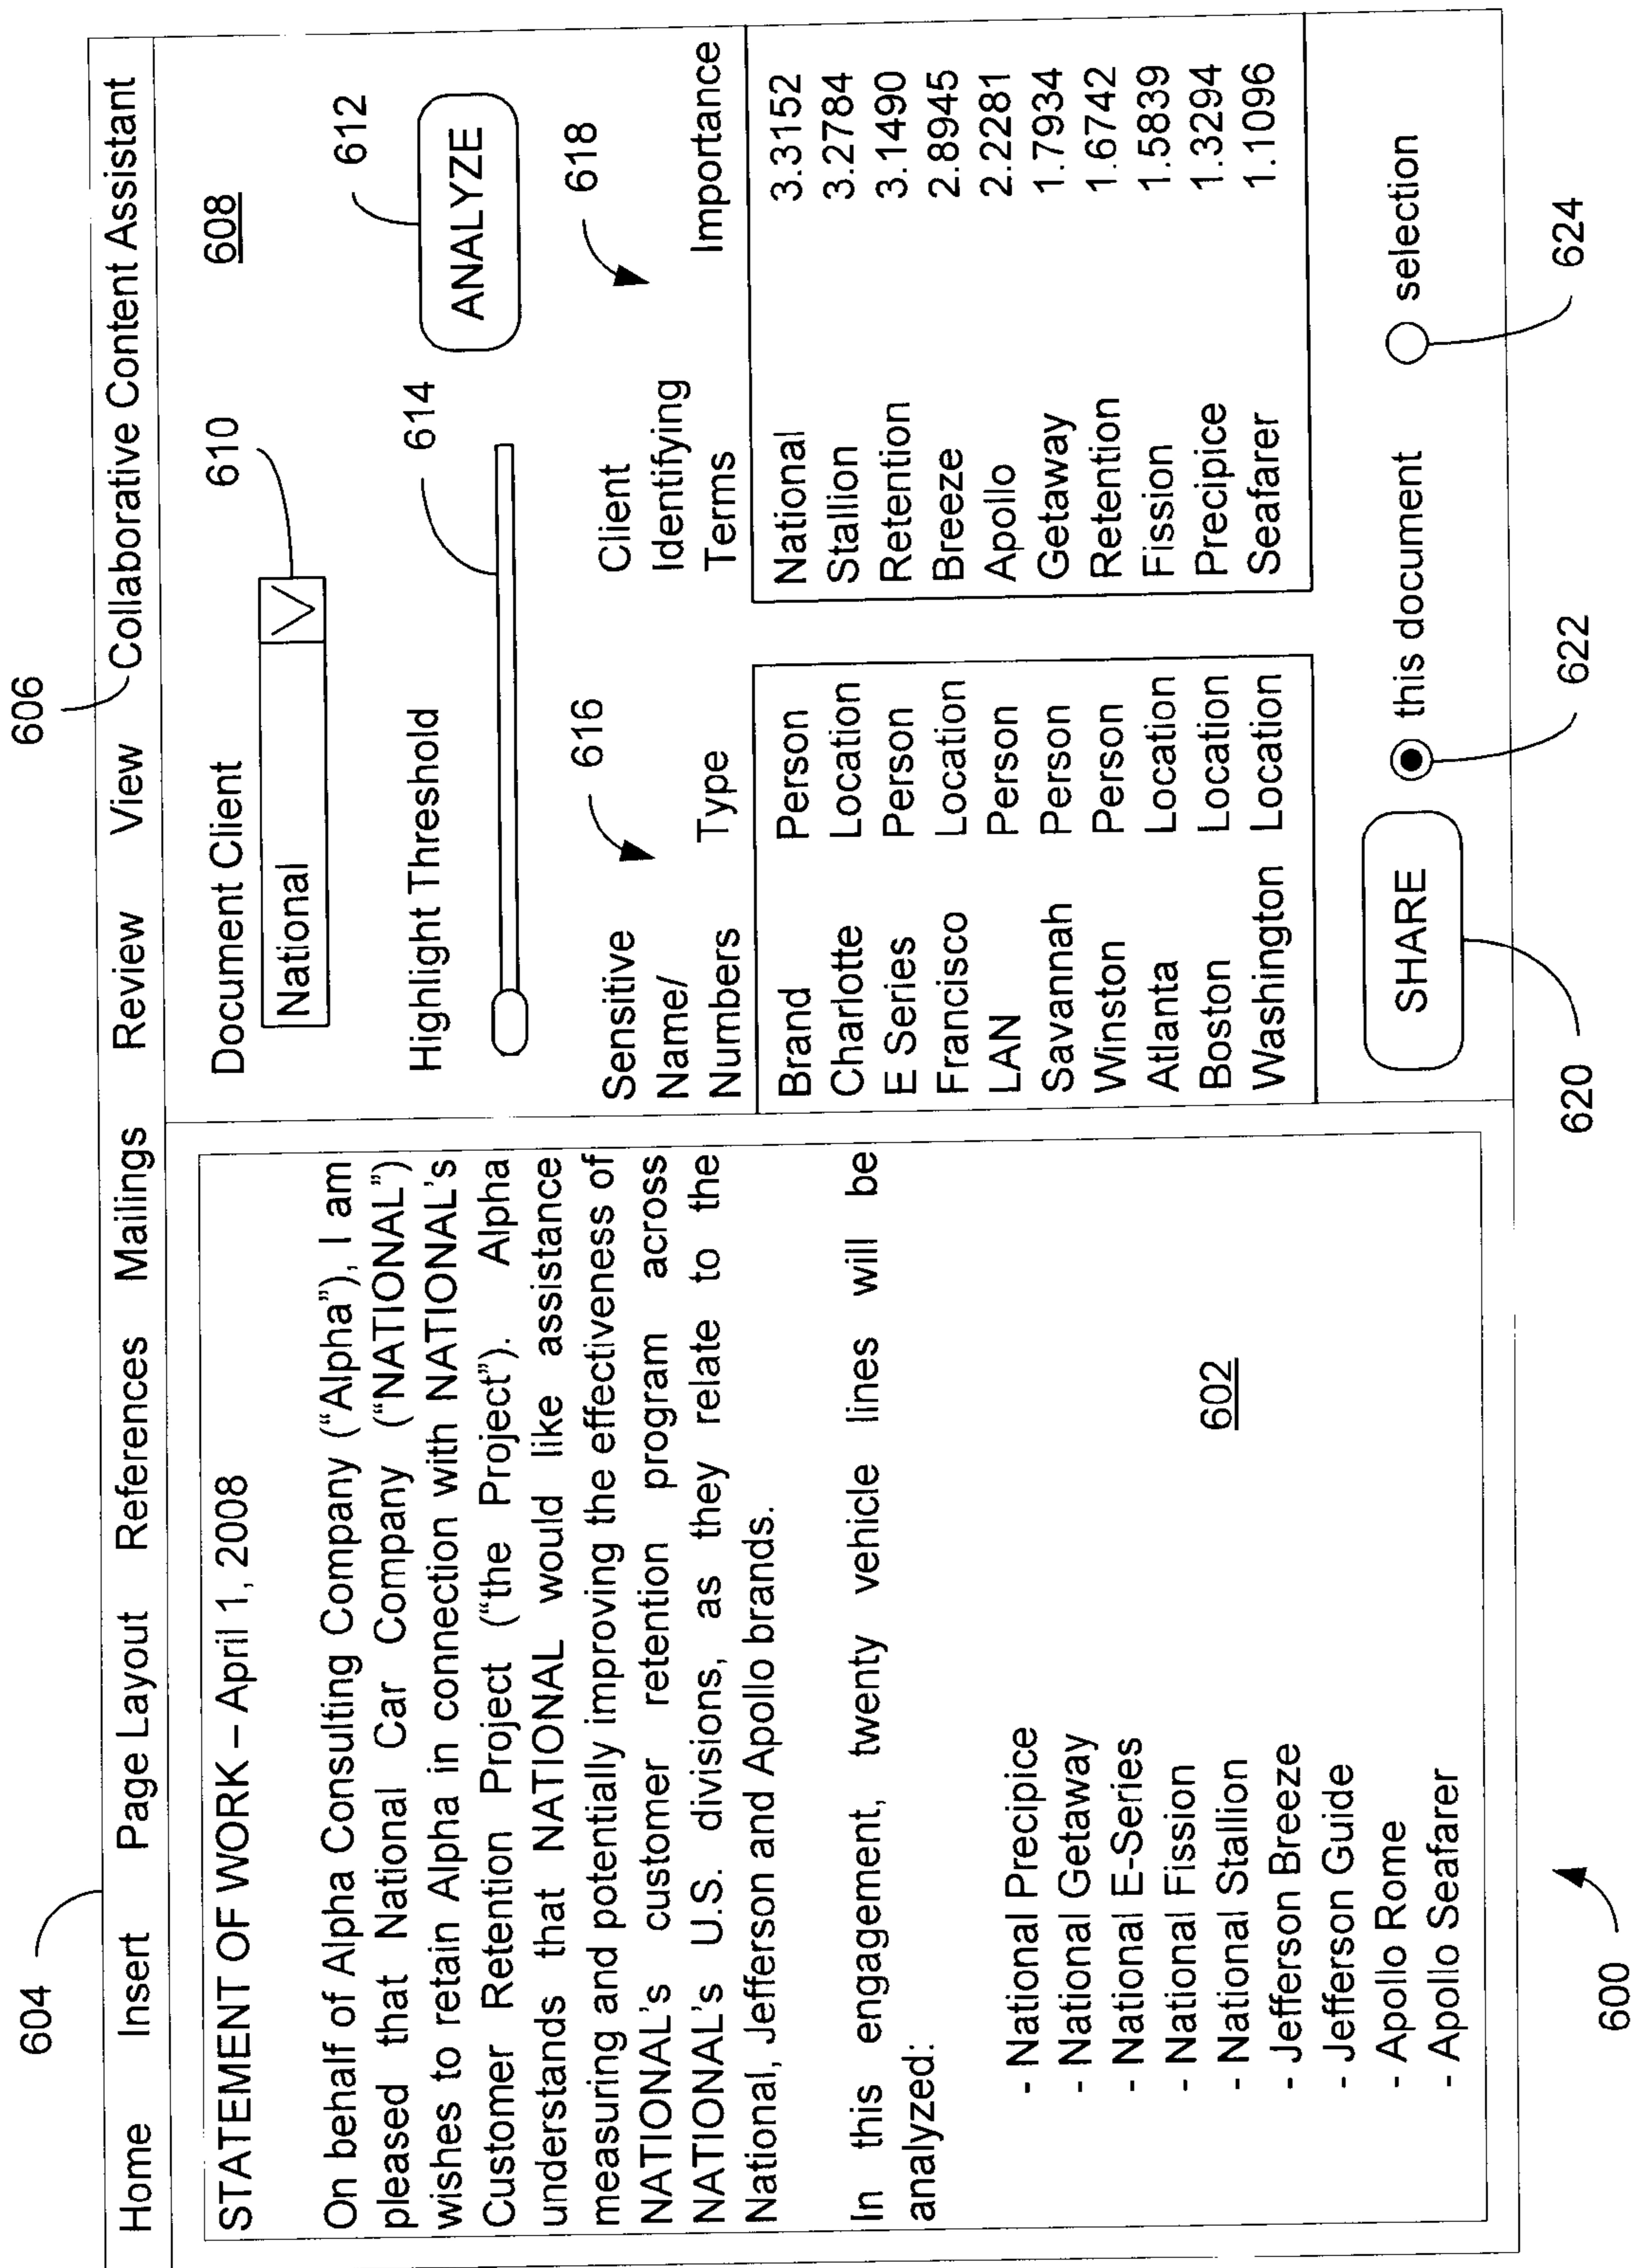 604
606
Home Insert Page Layout References Mailings Review View Collaborative Content Assistant
STATEMENT OF WORK – April 1, 2008
On behalf of Alpha Consulting Company (“Alpha”), I am
pleased that National Car Company (“NATIONAL”)
wishes to retain Alpha in connection with NATIONAL’s
Customer Retention Project (“the Project”). Alpha
understands that NATIONAL would like assistance
measuring and potentially improving the effectiveness of
NATIONAL’s customer retention program across
NATIONAL’s U.S. divisions, as they relate to the
National, Jefferson and Apollo brands.
In this engagement, twenty vehicle lines will be
analyzed:
- National Precipice
- National Getaway
- National E-Series
- National Fission
- National Stallion
- Jefferson Breeze
- Jefferson Guide
- Apollo Rome
- Apollo Seafarer
602
608
Document Client
610
National
612
Highlight Threshold
614
ANALYZE
616
618
Sensitive Name/ Numbers Type
Client Identifying Terms Importance
Brand Person
Charlotte Location
E Series Person
Francisco Location
LAN Person
Savannah Person
Winston Person
Atlanta Location
Boston Location
Washington Location
National 3.3152
Stallion 3.2784
Retention 3.1490
Breeze 2.8945
Apollo 2.2281
Getaway 1.7934
Retention 1.6742
Fission 1.5839
Precipice 1.3294
Seafarer 1.1096
SHARE this document selection
620
622
624
600